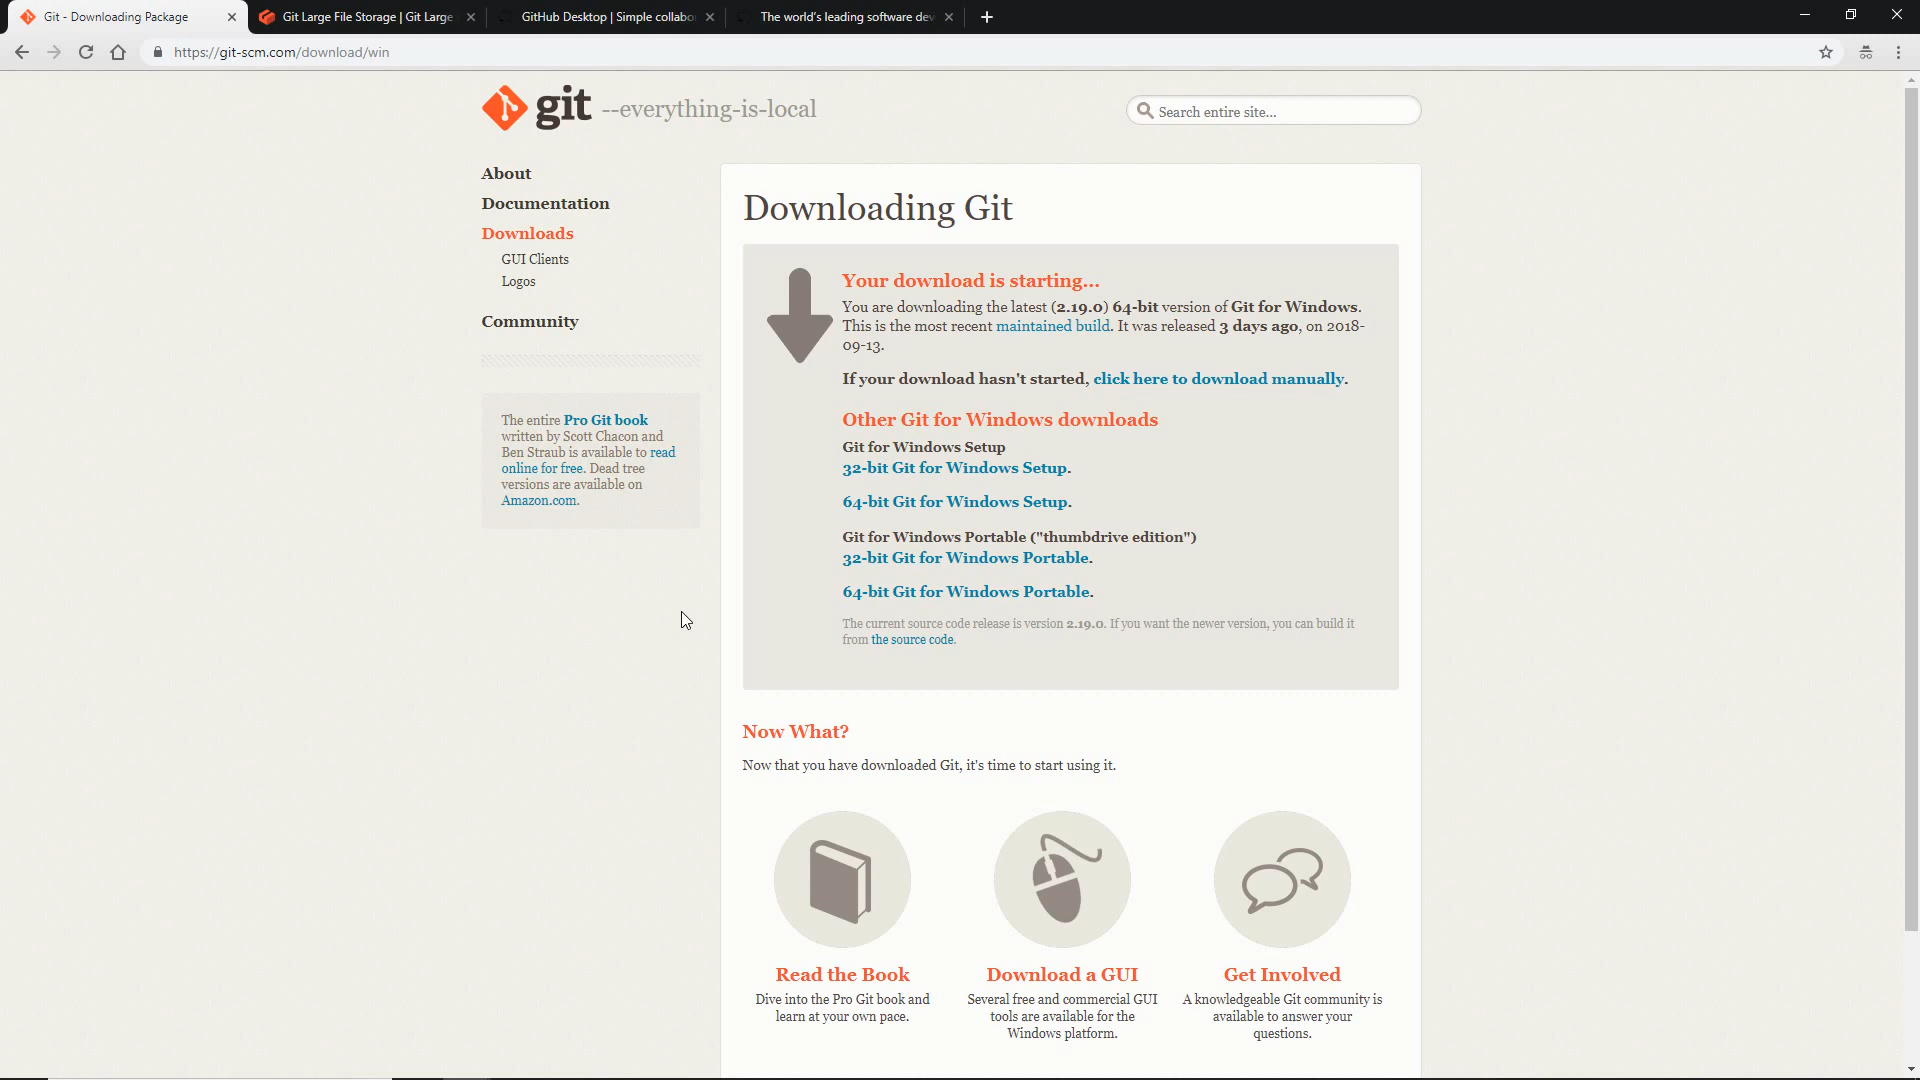 Git - Downloading Package
Git Large File Storage | Git Large
GitHub Desktop | Simple collabo
The world's leading software dev
https://git-scm.com/download/win
git --everything-is-local
Search entire site...
About
Documentation
Downloads
GUI Clients
Logos
Community
The entire Pro Git book
written by Scott Chacon and
Ben Straub is available to read
online for free. Dead tree
versions are available on
Amazon.com.
Downloading Git
Your download is starting...
You are downloading the latest (2.19.0) 64-bit version of Git for Windows.
This is the most recent maintained build. It was released 3 days ago, on 2018-
09-13.
If your download hasn't started, click here to download manually.
Other Git for Windows downloads
Git for Windows Setup
32-bit Git for Windows Setup.
64-bit Git for Windows Setup.
Git for Windows Portable ("thumbdrive edition")
32-bit Git for Windows Portable.
64-bit Git for Windows Portable.
The current source code release is version 2.19.0. If you want the newer version, you can build it
from the source code.
Now What?
Now that you have downloaded Git, it's time to start using it.
Read the Book
Dive into the Pro Git book and
learn at your own pace.
Download a GUI
Several free and commercial GUI
tools are available for the
Windows platform.
Get Involved
A knowledgeable Git community is
available to answer your
questions.